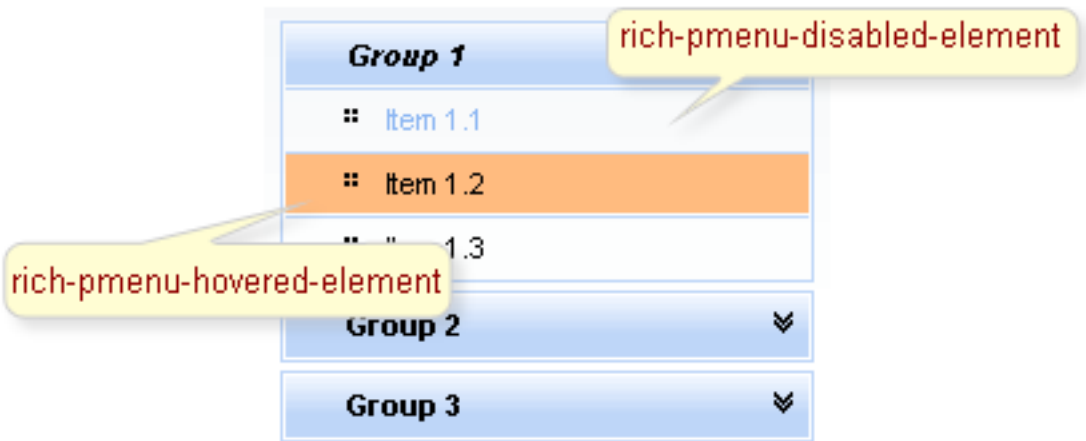 Group 1
rich-pmenu-disabled-element
Item 1.1
Item 1.2
1.3
rich-pmenu-hovered-element
Group 2
Group 3